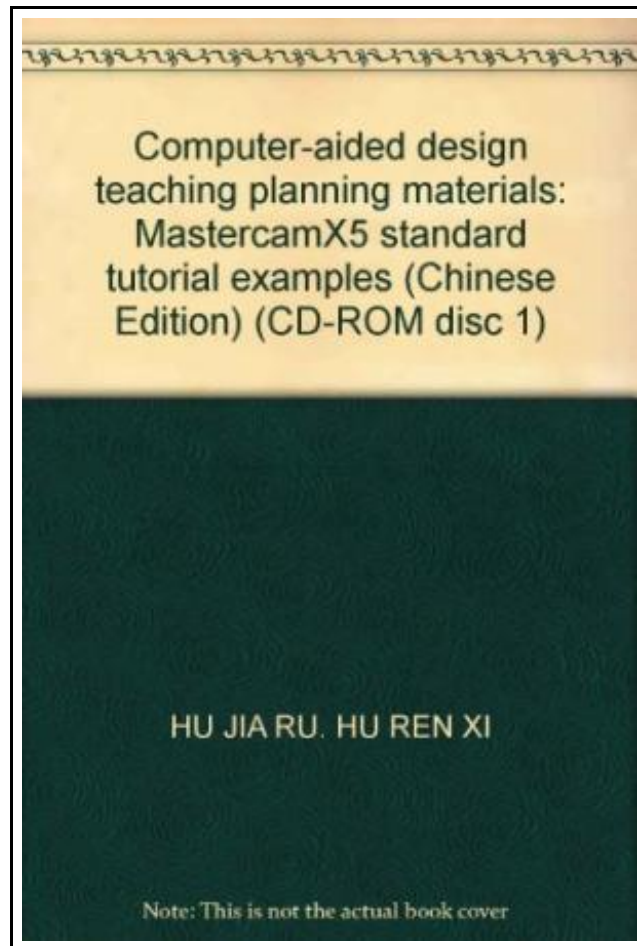 Computer-aided design
teaching planning materials:
MastercamX5 standard
tutorial examples (Chinese
Edition) (CD-ROM disc 1)
HU JIA RU. HU REN XI
Note: This is not the actual book cover